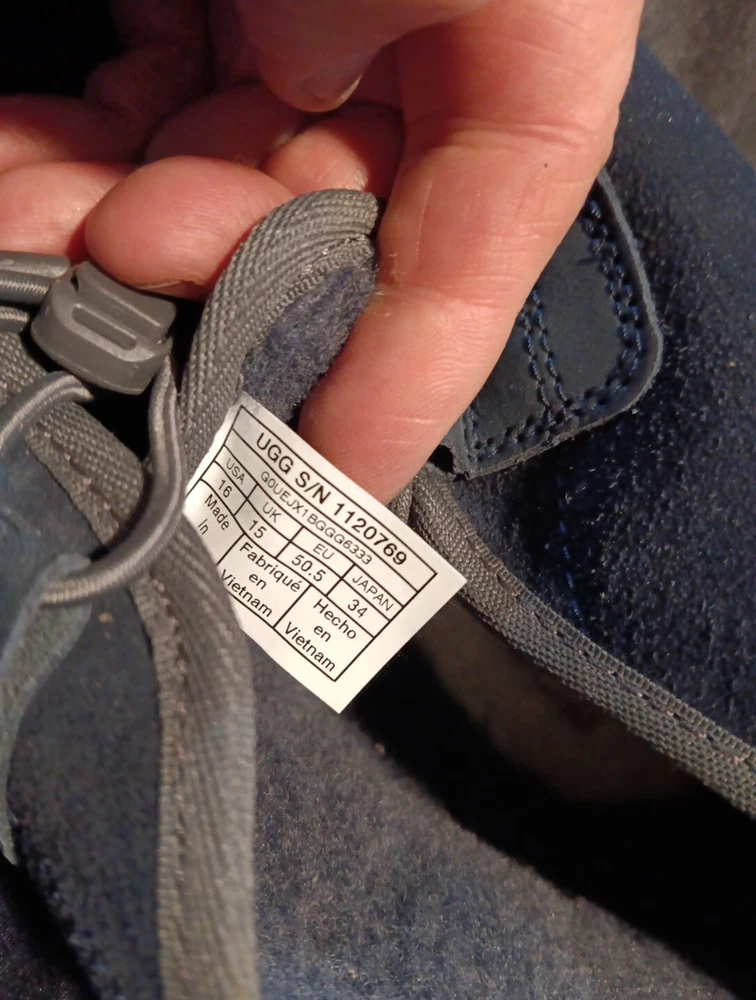 UGG S/N 1120769
G0UEJX1BGGG6333
USA UK EU JAPAN
16 15 50.5 34
Made Fabriqué Hecho
In en en
Vietnam Vietnam